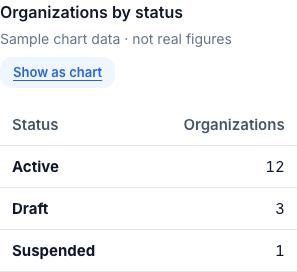 Organizations by status
Sample chart data · not real figures
Show as chart
Status Organizations
Active 12
Draft 3
Suspended 1